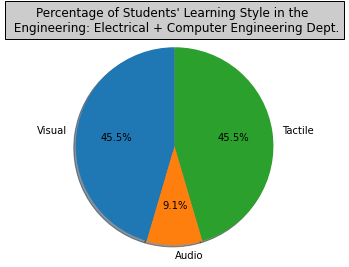 Percentage of Students' Learning Style in the
Engineering: Electrical + Computer Engineering Dept.
Visual
45.5%
45.5%
Tactile
9.1%
Audio